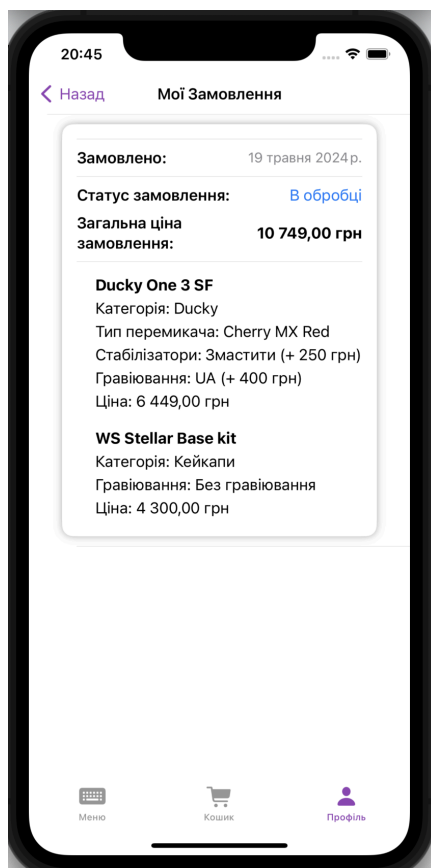 20:45
Назад Мої Замовлення
Замовлено: 19 травня 2024 р.
Статус замовлення: В обробці
Загальна ціна
замовлення: 10 749,00 грн
Ducky One 3 SF
Категорія: Ducky
Тип перемикача: Cherry MX Red
Стабілізатори: Змастити (+ 250 грн)
Гравіювання: UA (+ 400 грн)
Ціна: 6 449,00 грн
WS Stellar Base kit
Категорія: Кейкапи
Гравіювання: Без гравіювання
Ціна: 4 300,00 грн
Меню Кошик Профіль